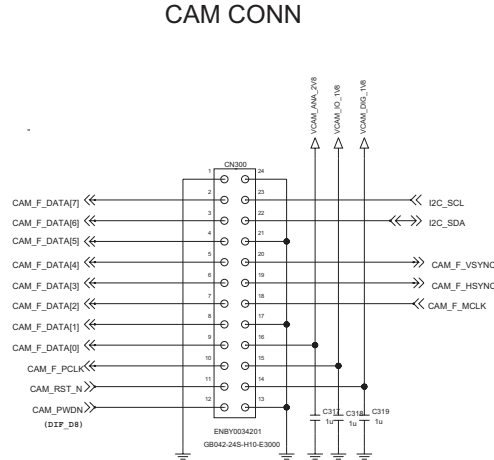 CAM CONN
VCAM_ANA_2V8
VCAM_IO_1V8
VCAM_DIG_1V8
CN300
1 24
2 23
CAM_F_DATA[7] I2C_SCL
3 22
CAM_F_DATA[6] I2C_SDA
4 21
CAM_F_DATA[5]
5 20
CAM_F_DATA[4] CAM_F_VSYNC
6 19
CAM_F_DATA[3] CAM_F_HSYNC
7 18
CAM_F_DATA[2] CAM_F_MCLK
8 17
CAM_F_DATA[1]
9 16
CAM_F_DATA[0]
10 15
CAM_F_PCLK
11 14
CAM_RST_N
12 13
CAM_PWDN
(DIF_D8)
C317 C318 C319
1u 1u 1u
ENBY0034201
GB042-24S-H10-E3000